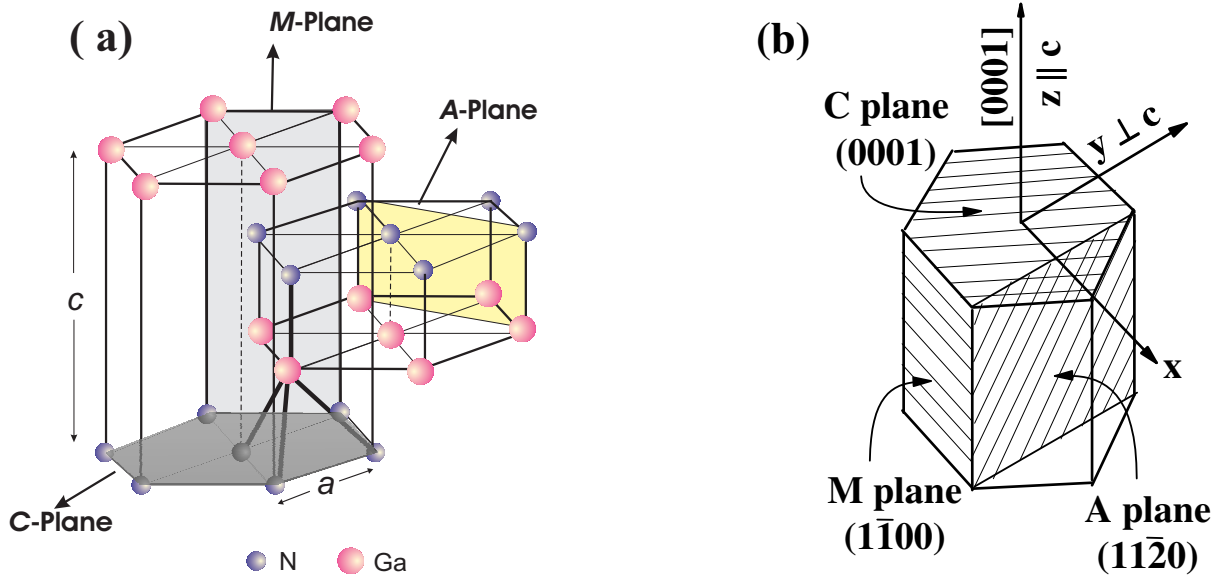 ( a)
M-Plane
A-Plane
c
a
C-Plane
N
Ga
(b)
[0001]
z || c
y ⊥ c
C plane
(0001)
x
M plane
(11̅00)
A plane
(112̅0)